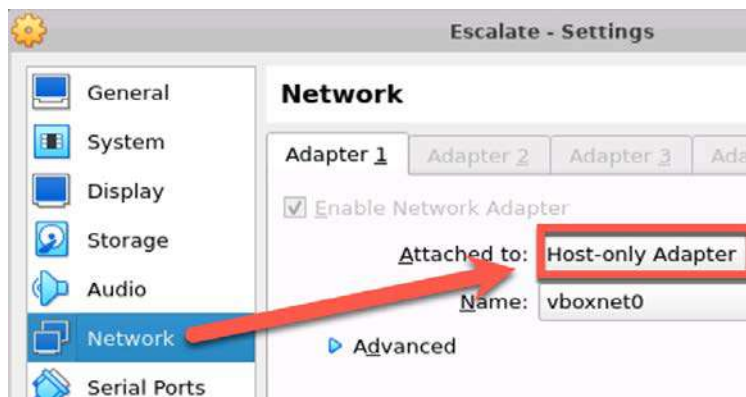 Escalate - Settings
General
System
Display
Storage
Audio
Network
Serial Ports
Network
Adapter 1
Adapter 2
Adapter 3
Enable Network Adapter
Attached to: Host-only Adapter
Name: vboxnet0
Advanced